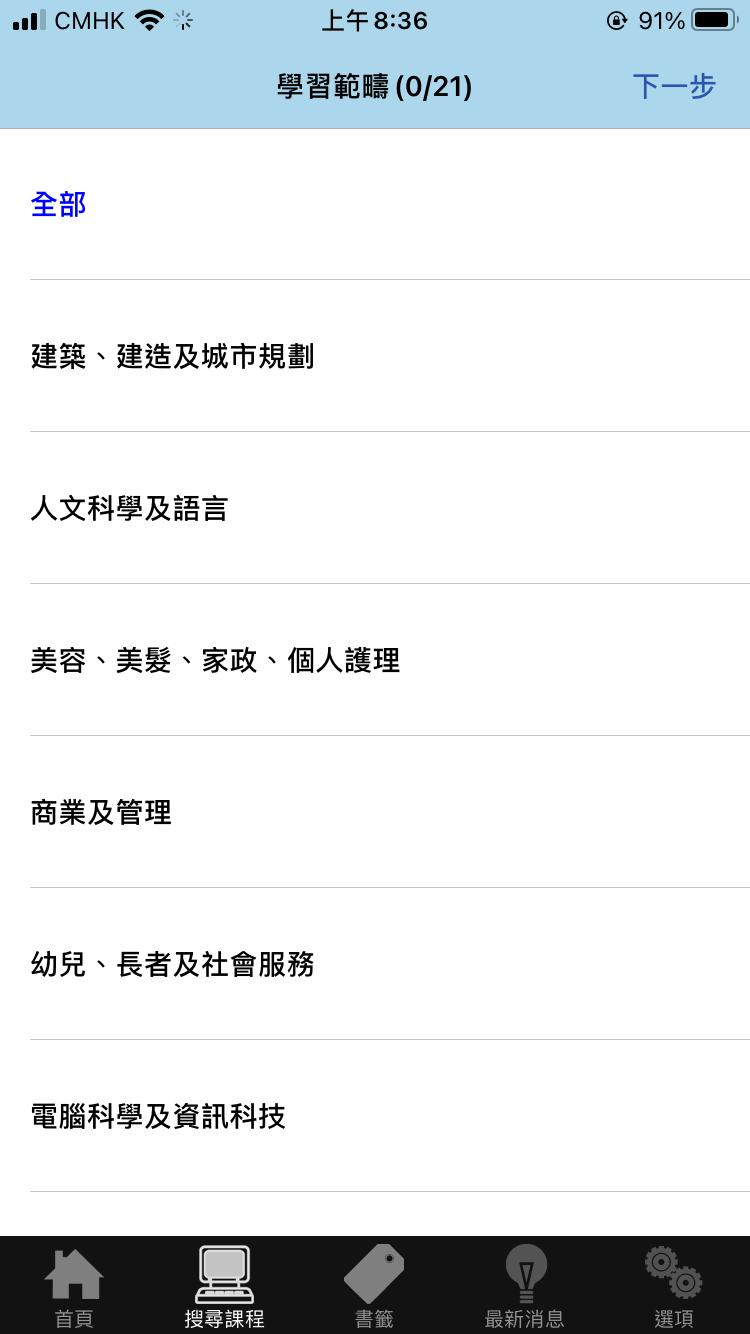 CMHK 上午8:36 91%
學習範疇 (0/21) 下一步
全部
建築、建造及城市規劃
人文科學及語言
美容、美髮、家政、個人護理
商業及管理
幼兒、長者及社會服務
電腦科學及資訊科技
首頁 搜尋課程 書籤 最新消息 選項